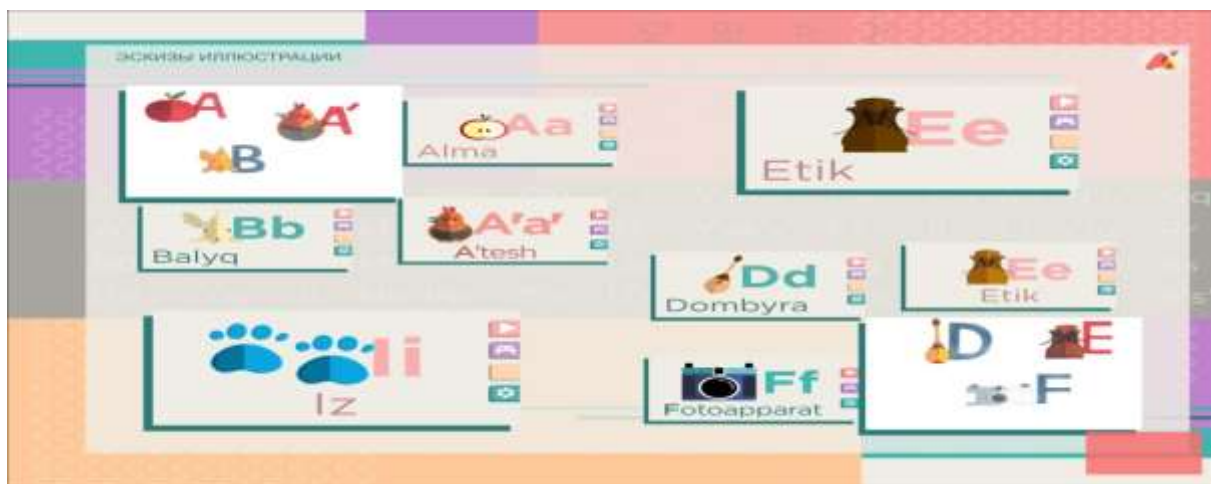 ЭСКИЗЫ ИЛЛЮСТРАЦИИ
A
A'
B
Aa
Alma
Ee
Etik
Bb
Balyq
A'a'
A'tesh
Dd
Dombyra
Ee
Etik
Ii
Iz
Ff
Fotoapparat
D
E
F